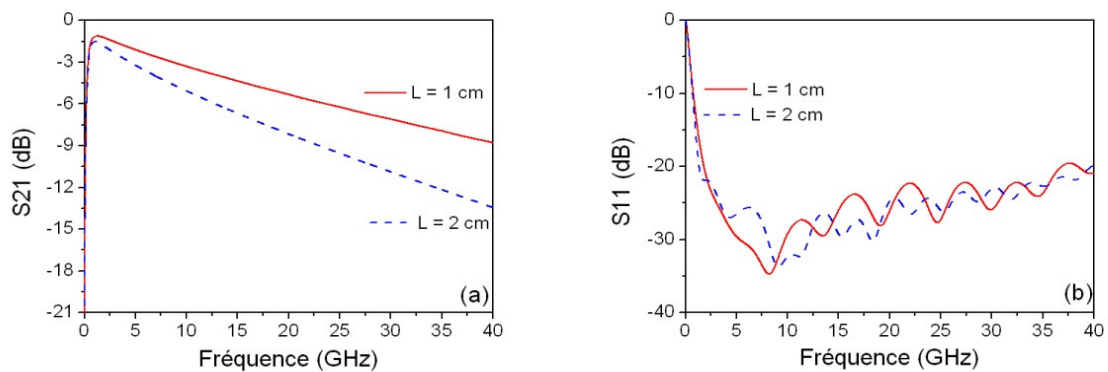 0
-3
-6
-9
-12
-15
-18
-21
S21 (dB)
L = 1 cm
L = 2 cm
(a)
0 5 10 15 20 25 30 35 40
Fréquence (GHz)
0
-10
-20
-30
-40
S11 (dB)
L = 1 cm
L = 2 cm
(b)
0 5 10 15 20 25 30 35 40
Fréquence (GHz)